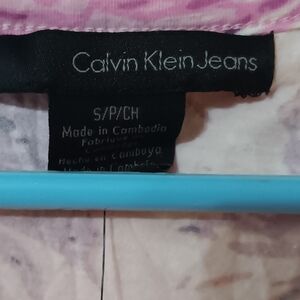 Calvin Klein Jeans
S/P/CH
Made in Cambodia
Hecho en Camboya